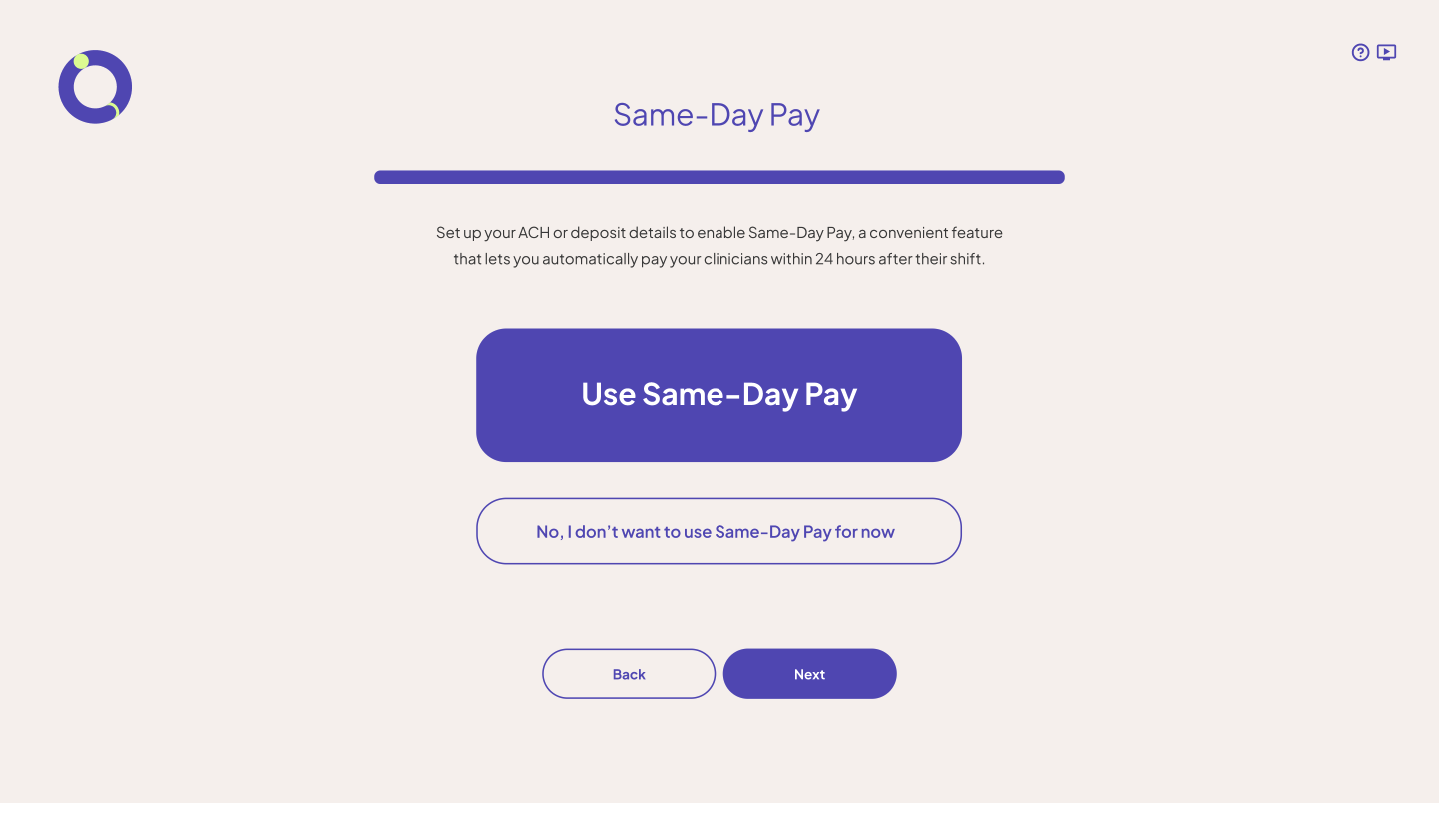 Same-Day Pay
Set up your ACH or deposit details to enable Same-Day Pay, a convenient feature
that lets you automatically pay your clinicians within 24 hours after their shift.
Use Same-Day Pay
No, I don’t want to use Same-Day Pay for now
Back
Next